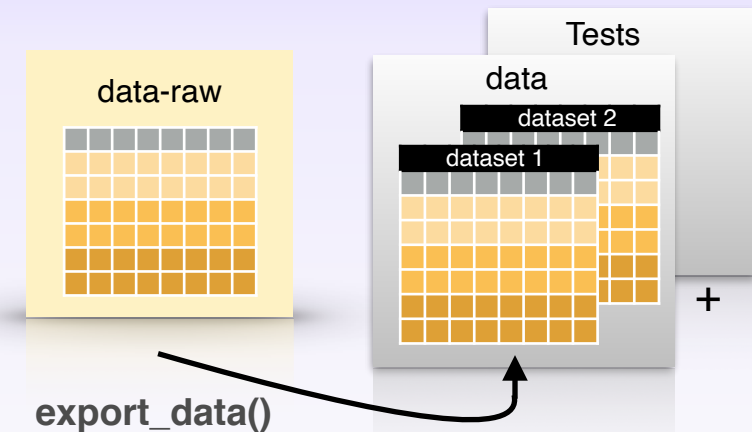 data-raw
Tests
data
dataset 2
dataset 1
+
export_data()